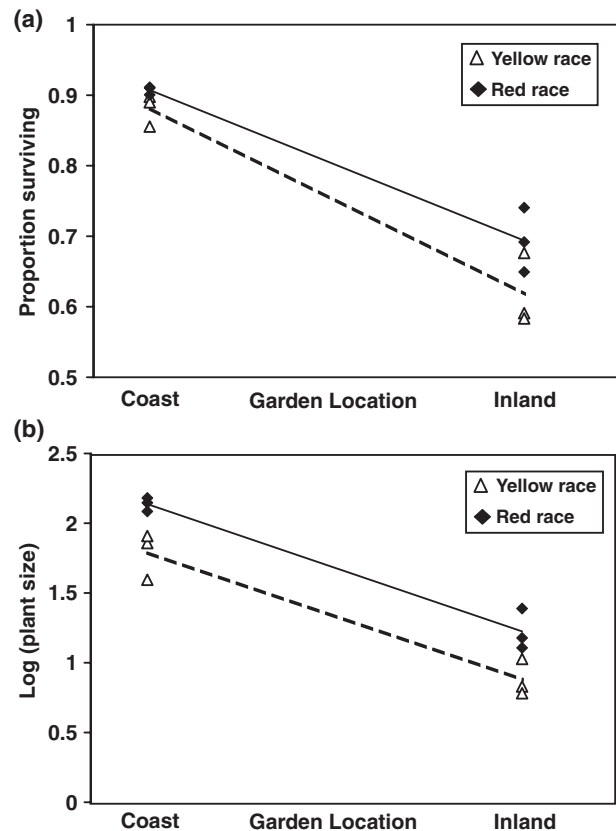 (a)
1
0.9
0.8
0.7
0.6
0.5
Proportion surviving
Yellow race
Red race
Coast Garden Location Inland
(b)
2.5
2
1.5
1
0.5
0
Log (plant size)
Yellow race
Red race
Coast Garden Location Inland